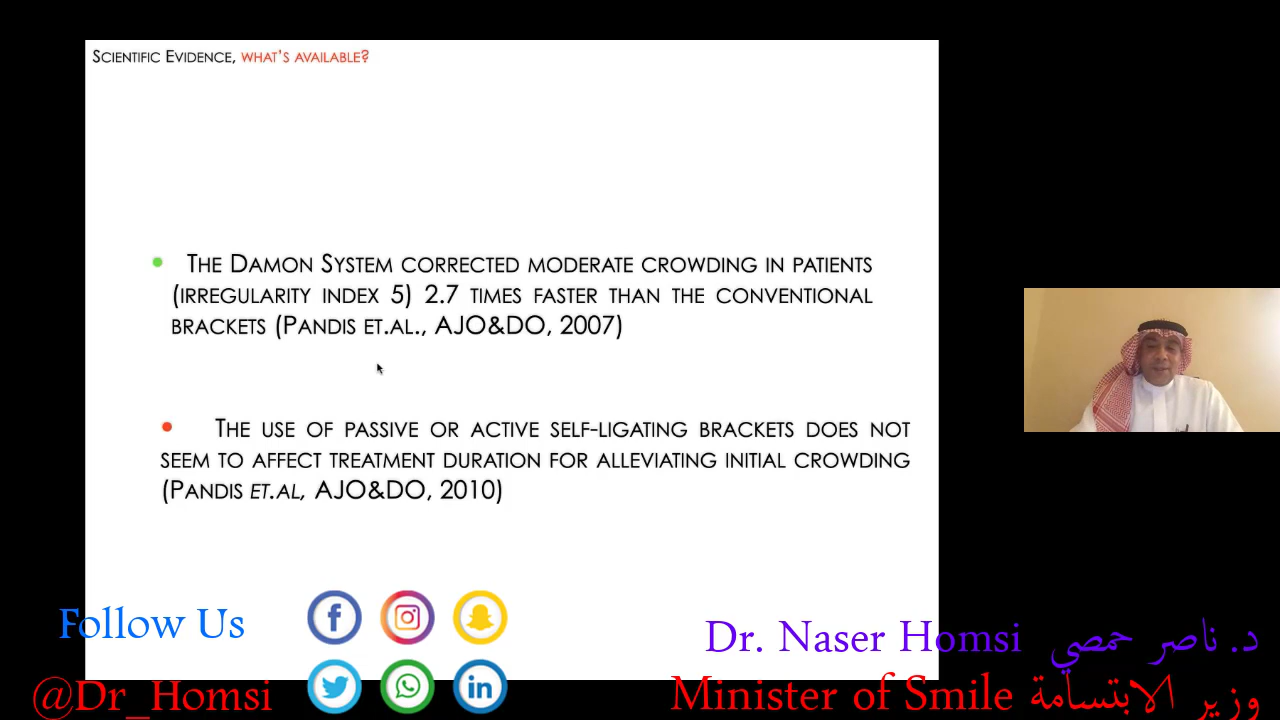 Scientific Evidence, what's available?
• The Damon System corrected moderate crowding in patients
(irregularity index 5) 2.7 times faster than the conventional
brackets (Pandis et.al., AJO&DO, 2007)
• The use of passive or active self-ligating brackets does not
seem to affect treatment duration for alleviating initial crowding
(Pandis et.al, AJO&DO, 2010)
Follow Us
@Dr_Homsi
Dr. Naser Homsi د. ناصر حمصي
Minister of Smile وزير الابتسامة